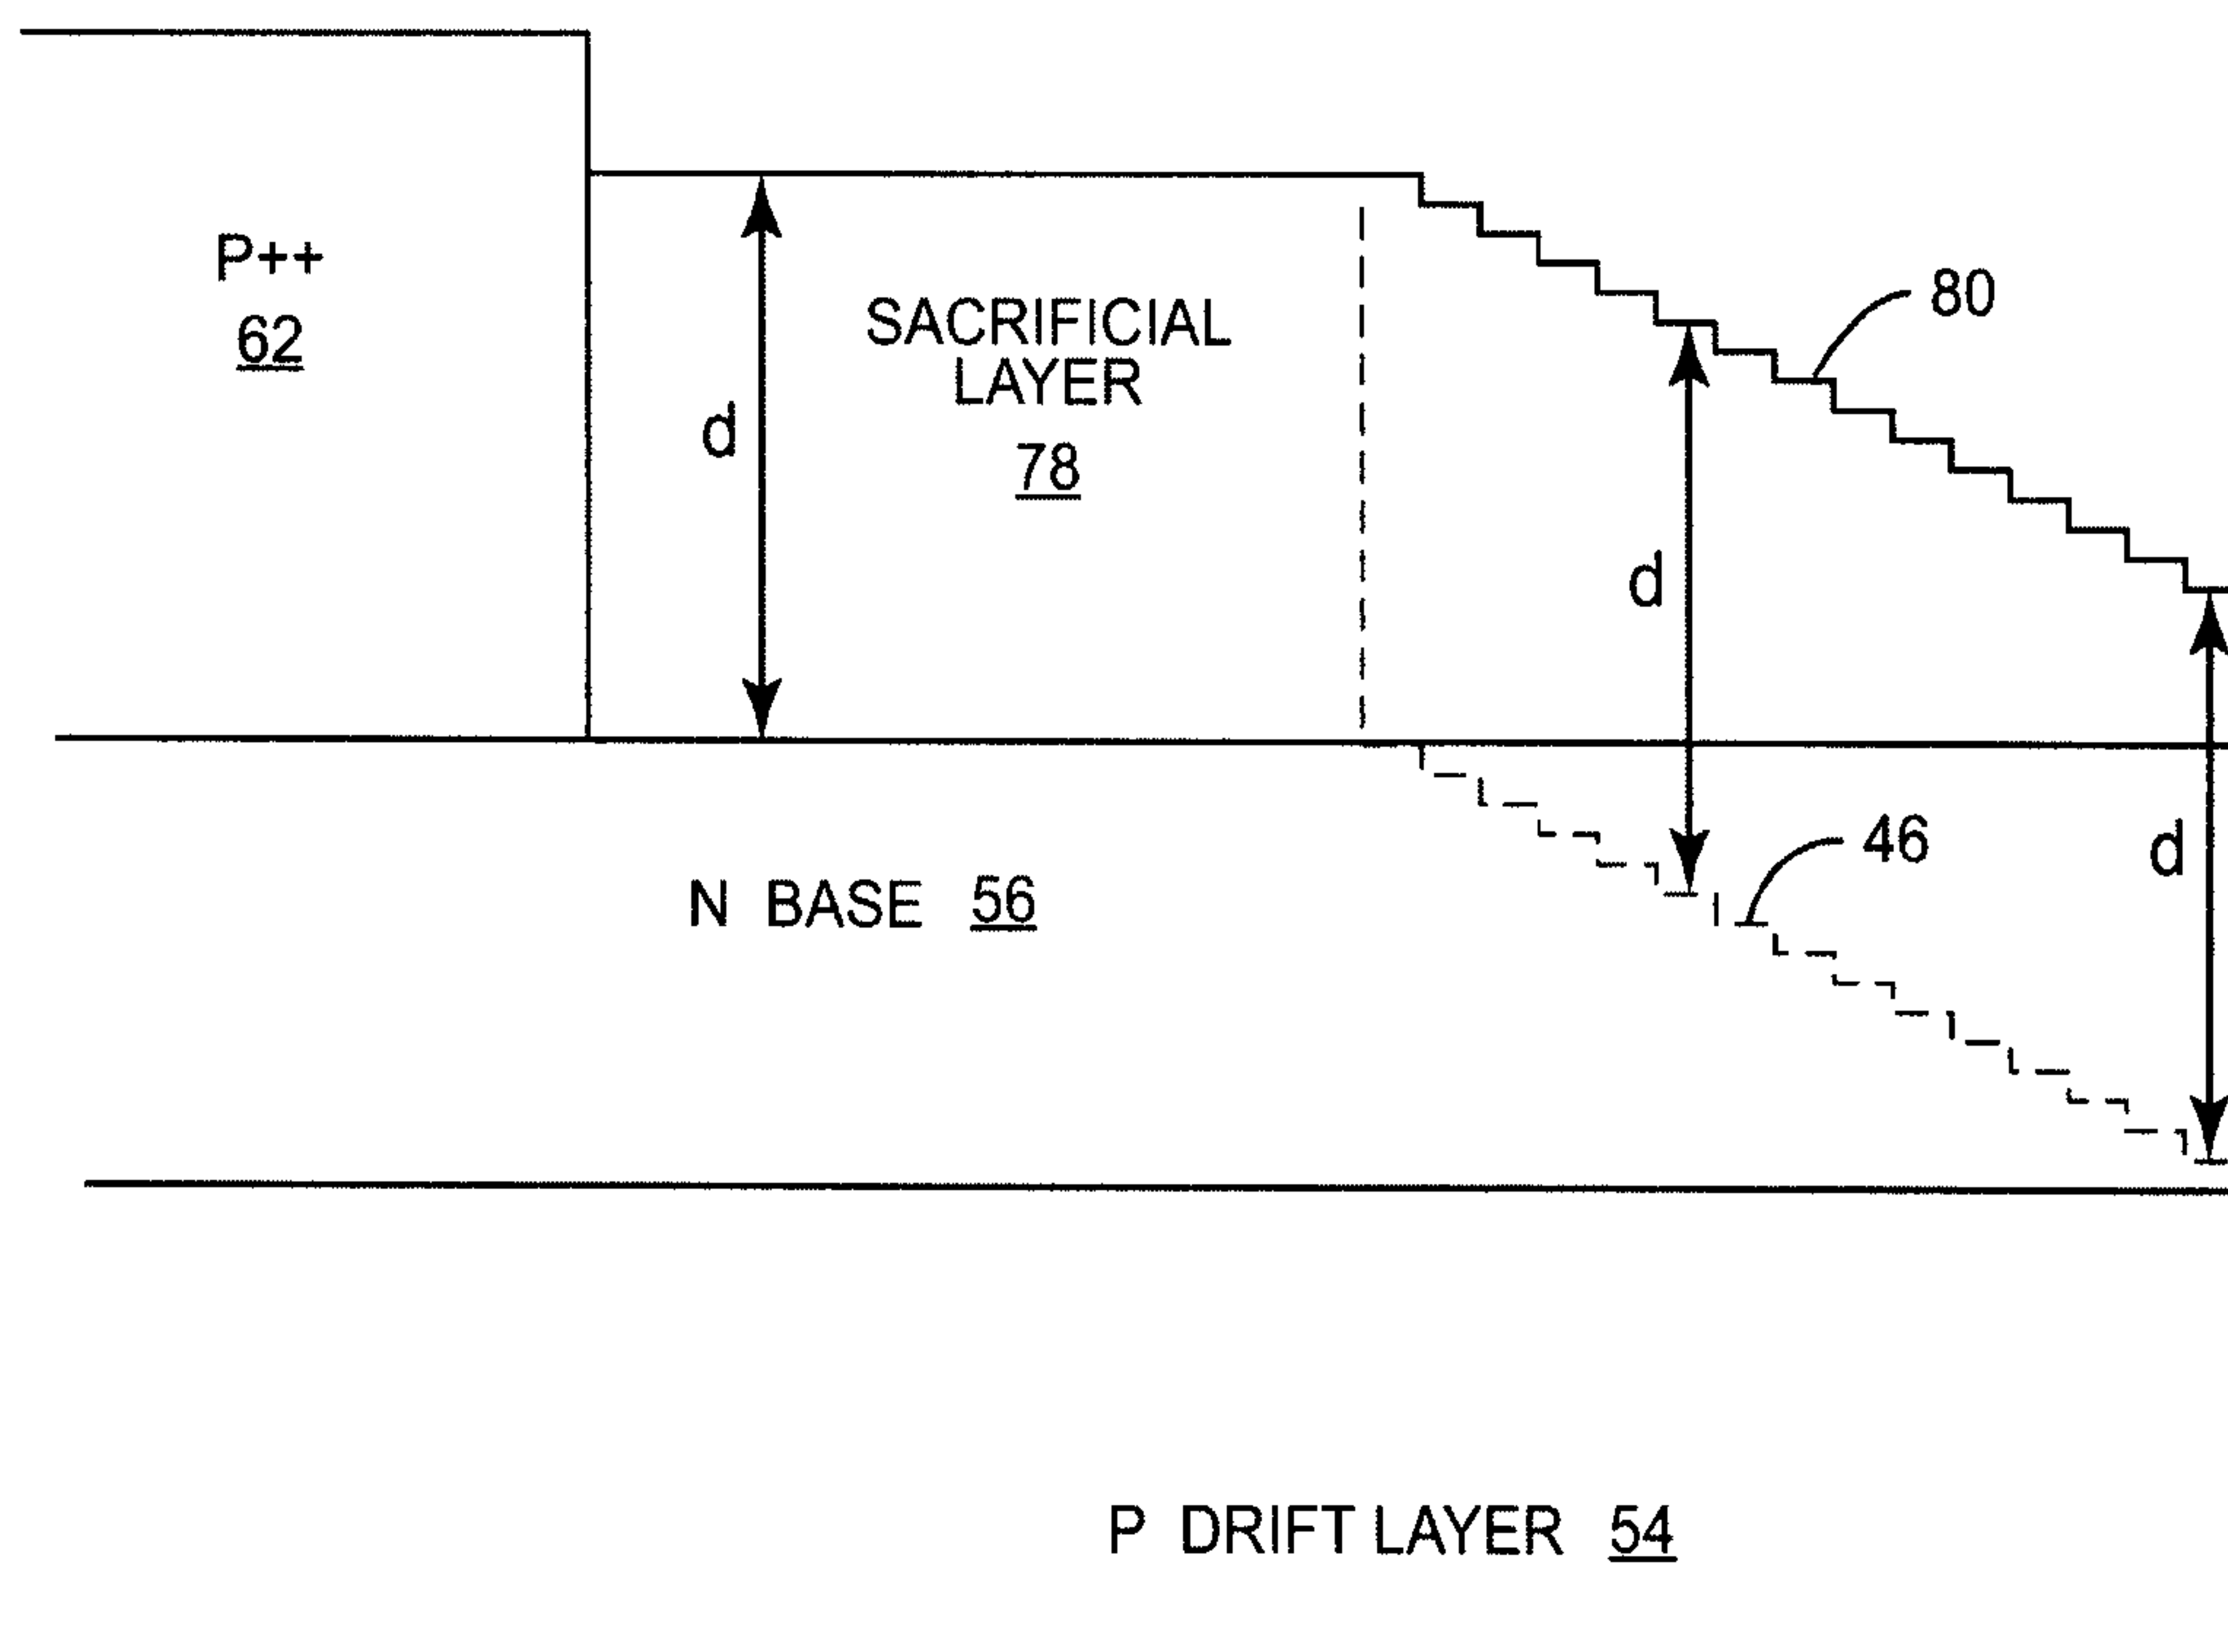 P++
62
SACRIFICIAL
LAYER
78
d
80
d
46
d
N BASE 56
P DRIFT LAYER 54